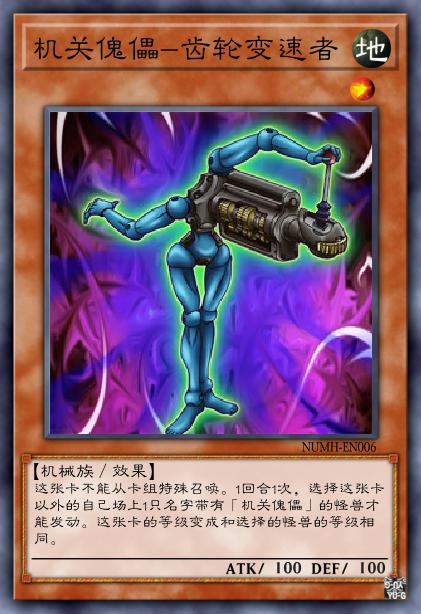 机关傀儡-齿轮变速者
地
NUMH-EN006
【机械族/效果】
这张卡不能从卡组特殊召唤。1回合1次，选择这张卡
以外的自己场上1只名字带有「机关傀儡」的怪兽才
能发动。这张卡的等级变成和选择的怪兽的等级相
同。
ATK/ 100 DEF/ 100